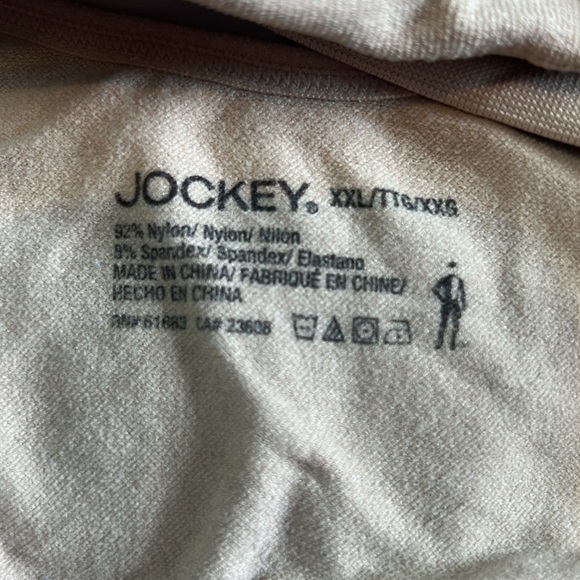 JOCKEY® XXL/TTG/XXG
92% Nylon/ Nylon/ Nilon
8% Spandex/ Spandex/ Elastano
MADE IN CHINA/ FABRIQUÉ EN CHINE/
HECHO EN CHINA
RN# 61683 CA# 23608